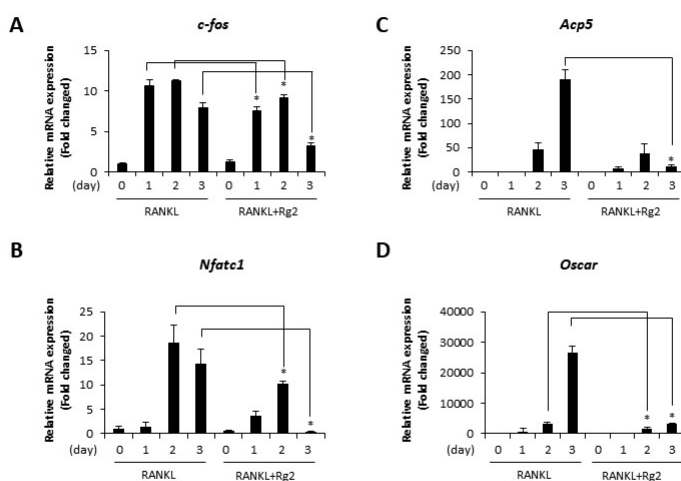 A
c-fos
Relative mRNA expression
(Fold changed)
15
10
5
0
* * *
(day) 0 1 2 3 0 1 2 3
RANKL RANKL+Rg2
C
Acp5
Relative mRNA expression
(Fold changed)
250
200
150
100
50
0
*
(day) 0 1 2 3 0 1 2 3
RANKL RANKL+Rg2
B
Nfatc1
Relative mRNA expression
(Fold changed)
25
20
15
10
5
0
* *
(day) 0 1 2 3 0 1 2 3
RANKL RANKL+Rg2
D
Oscar
Relative mRNA expression
(Fold changed)
40000
30000
20000
10000
0
* *
(day) 0 1 2 3 0 1 2 3
RANKL RANKL+Rg2